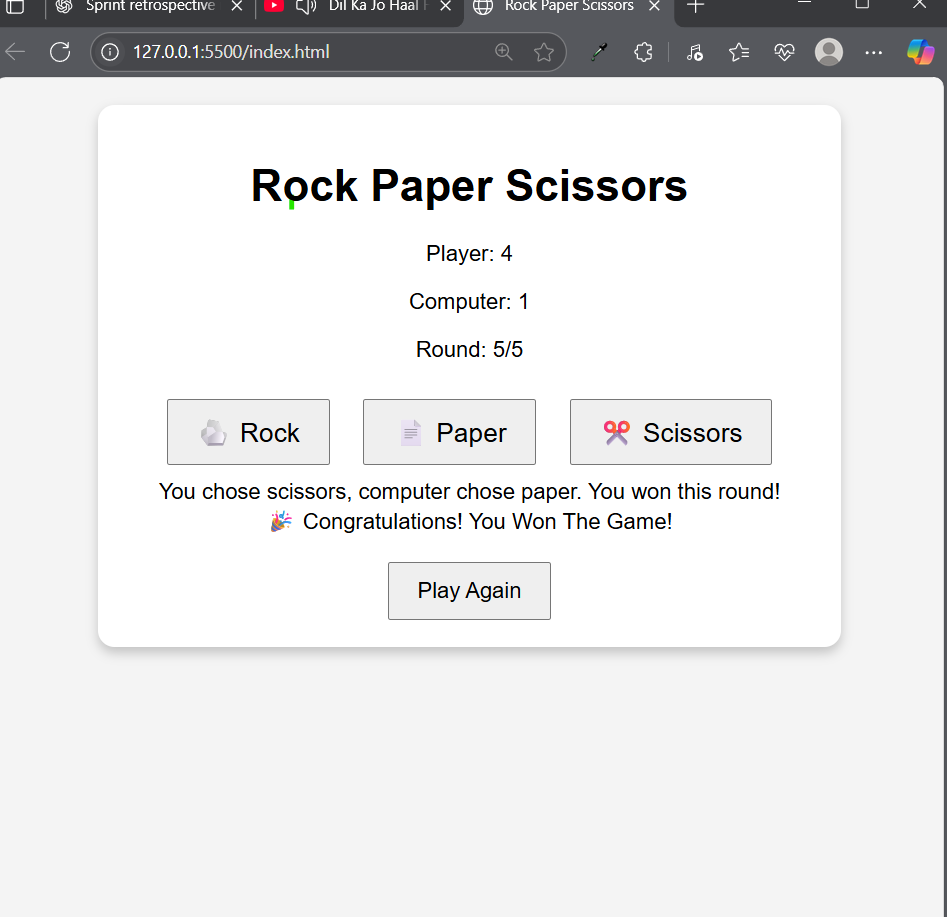 Sprint retrospective
Dil Ka Jo Haal
Rock Paper Scissors
127.0.0.1:5500/index.html
Rock Paper Scissors
Player: 4
Computer: 1
Round: 5/5
Rock
Paper
Scissors
You chose scissors, computer chose paper. You won this round!
🎉 Congratulations! You Won The Game!
Play Again